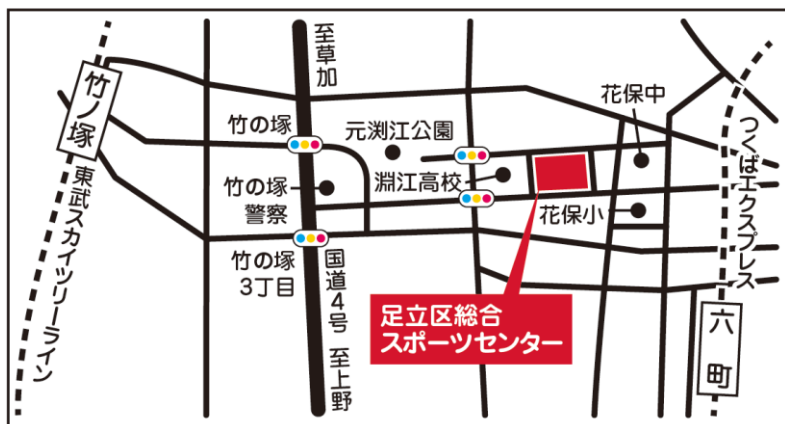 至草加
竹ノ塚
東武スカイツリーライン
竹の塚
元渕江公園
花保中
つくばエクスプレス
竹の塚
警察
淵江高校
花保小
竹の塚
3丁目
国道4号
至上野
足立区総合
スポーツセンター
六町